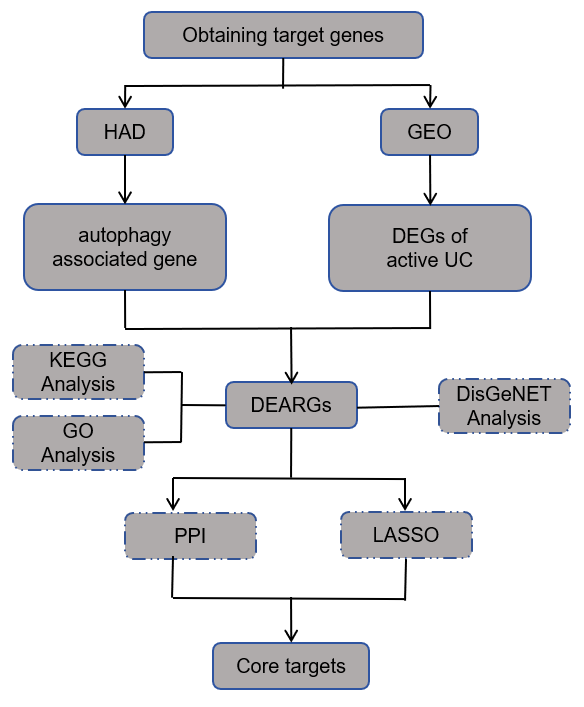 Obtaining target genes
HAD
GEO
autophagy
associated gene
DEGs of
active UC
KEGG
Analysis
GO
Analysis
DEARGs
DisGeNET
Analysis
PPI
LASSO
Core targets